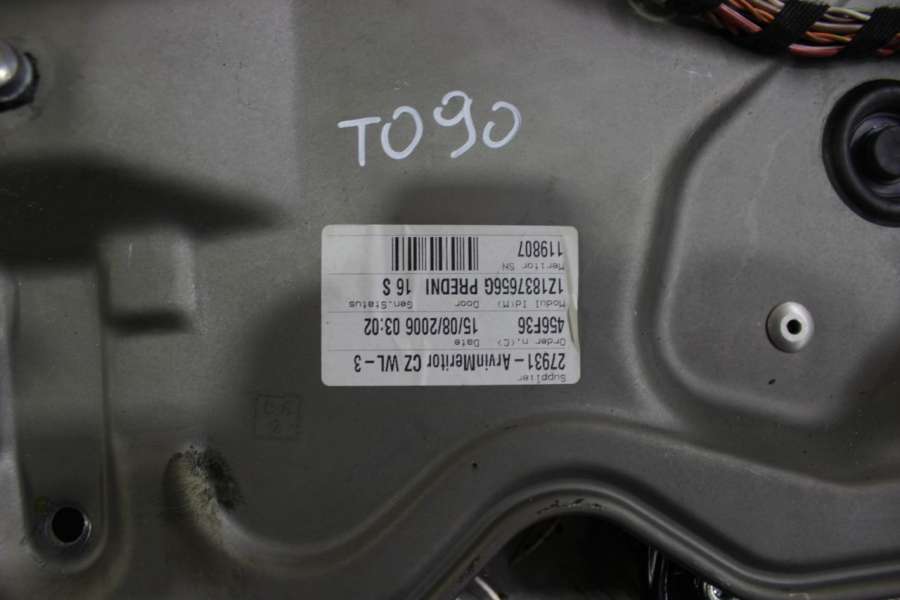 TO90
Supplier
27931 - ArvinMeritor CZ WL-3
Order n.(C) Date
456F36 15/08/2006 03:02
Modul Id(M) Door Gen.Status
1Z1837656G PREDNI 16 S
Meritor SN
119807